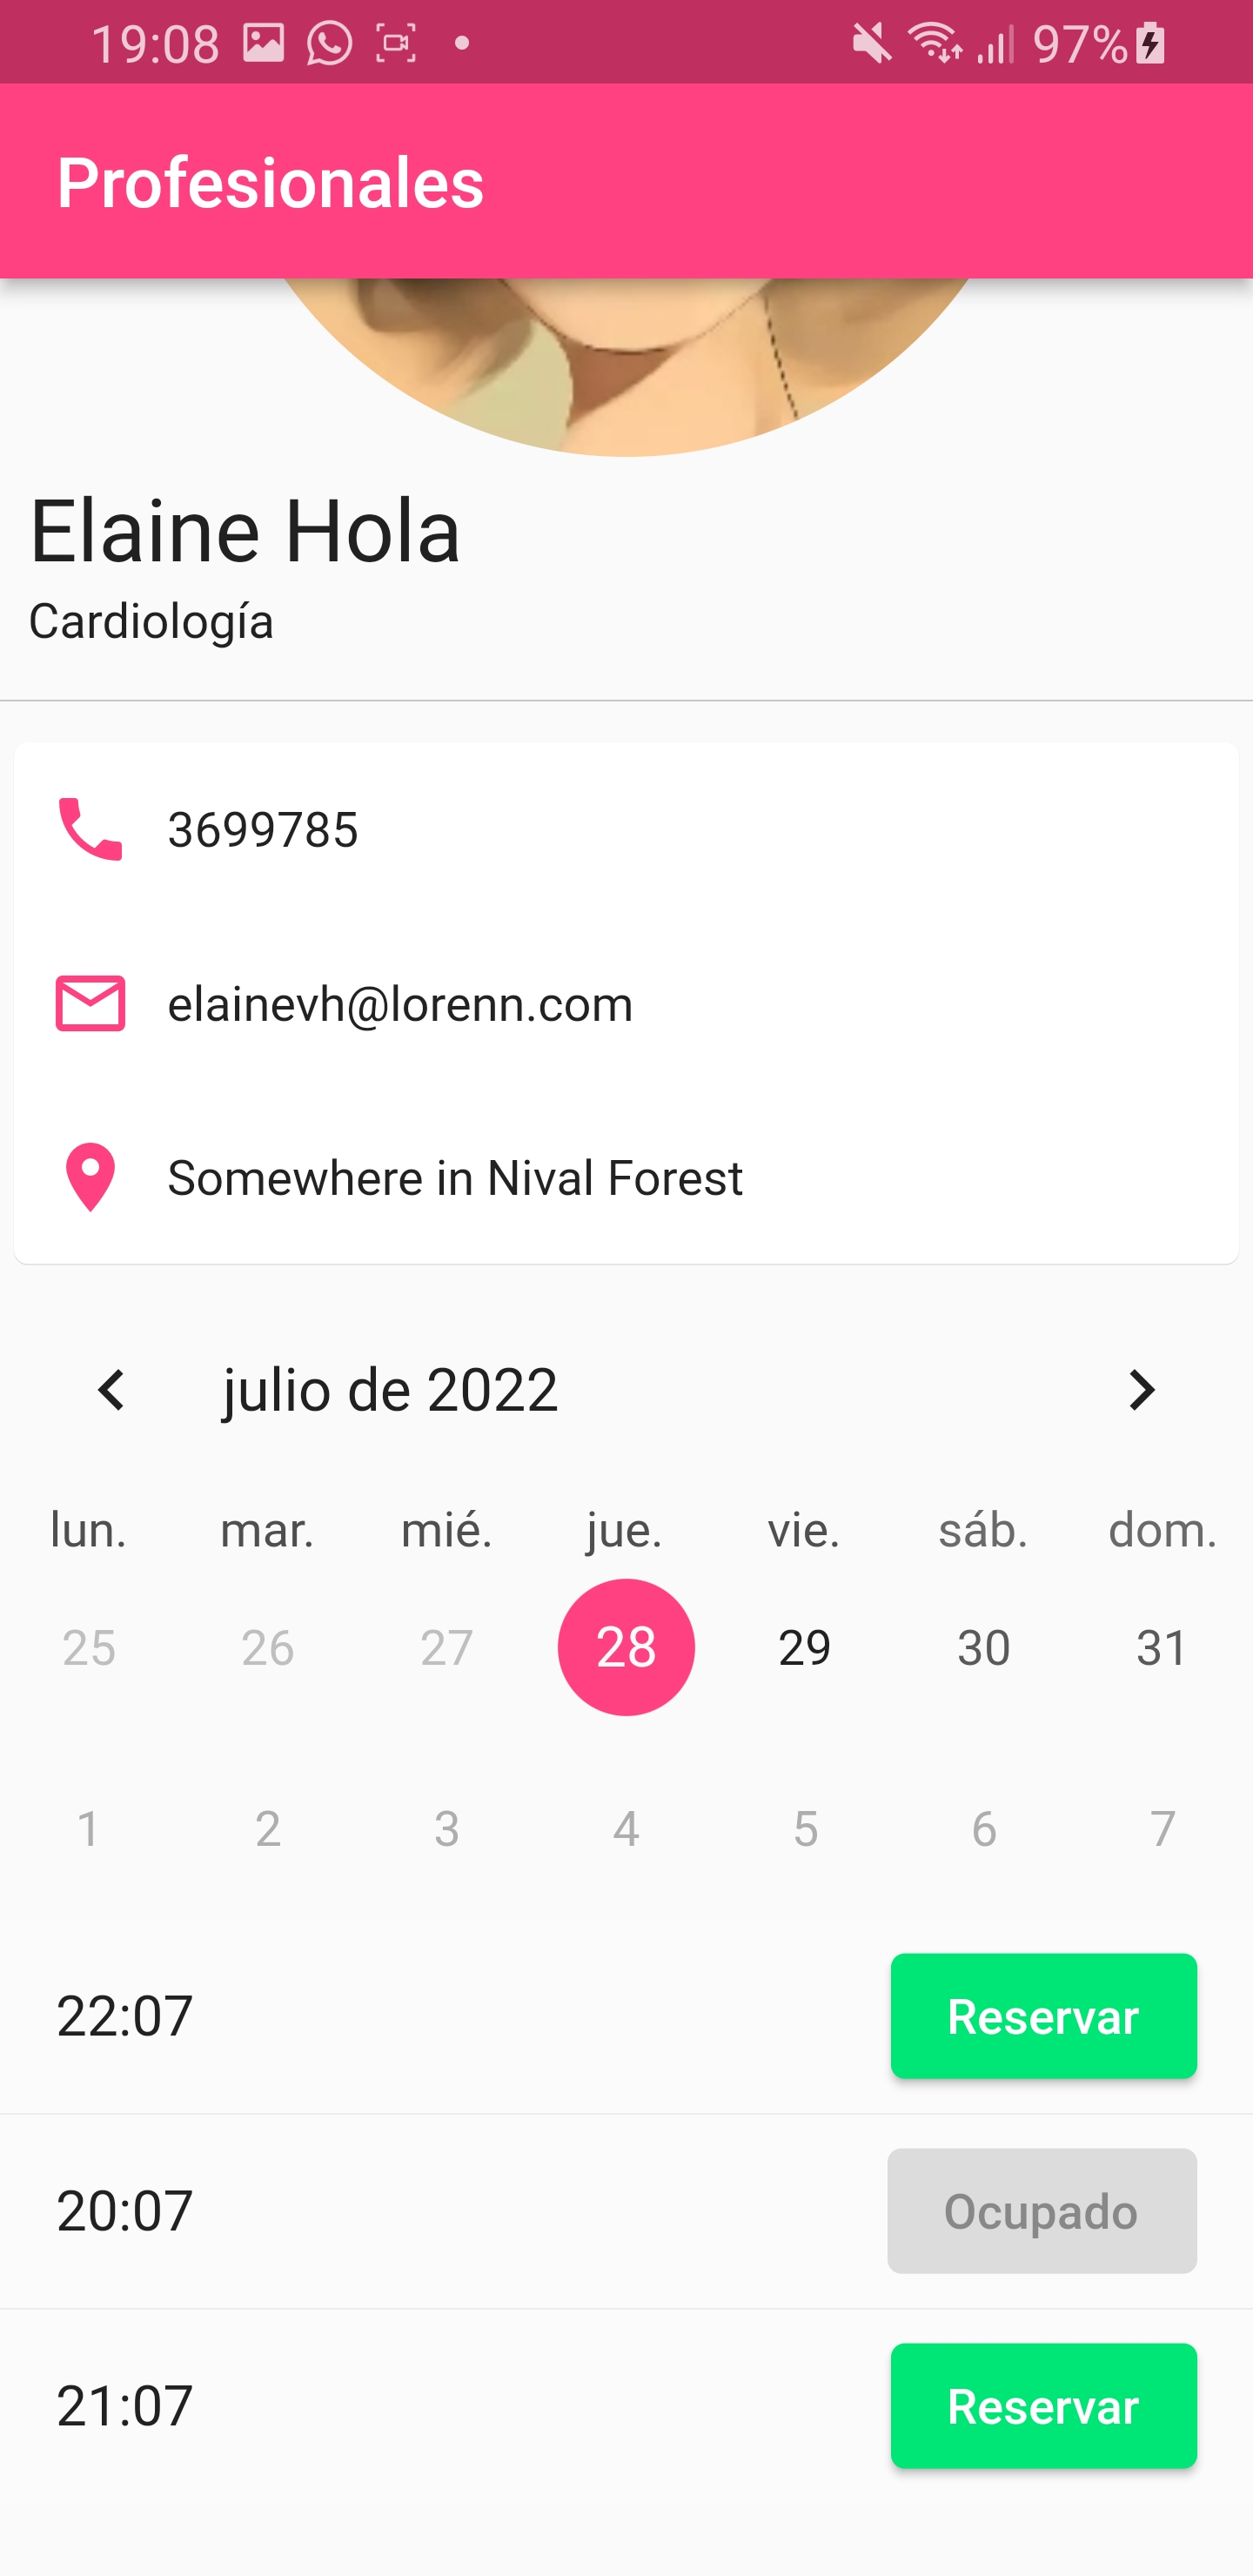 19:08 97%
Profesionales
Elaine Hola
Cardiología
3699785
elainevh@lorenn.com
Somewhere in Nival Forest
julio de 2022
lun. mar. mié. jue. vie. sáb. dom.
25 26 27 28 29 30 31
1 2 3 4 5 6 7
22:07 Reservar
20:07 Ocupado
21:07 Reservar